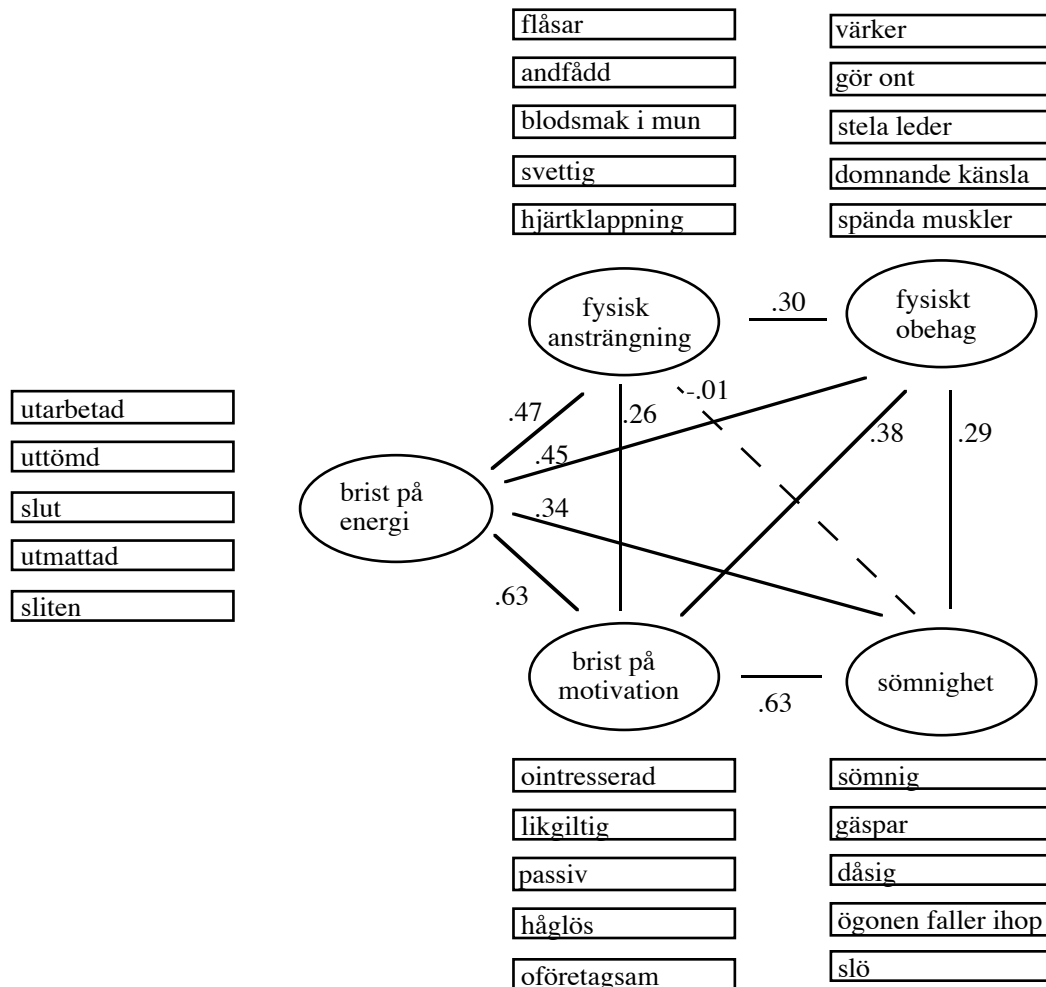 flåsar
andfådd
blodsmak i mun
svettig
hjärtklappning
värker
gör ont
stela leder
domnande känsla
spända muskler
fysisk
ansträngning
.30
fysiskt
obehag
utarbetad
uttömd
slut
utmattad
sliten
brist på
energi
.47
.26
-.01
.45
.38
.29
.34
.63
brist på
motivation
.63
sömnighet
ointresserad
likgiltig
passiv
håglös
oföretagsam
sömnig
gäspar
dåsig
ögonen faller ihop
slö